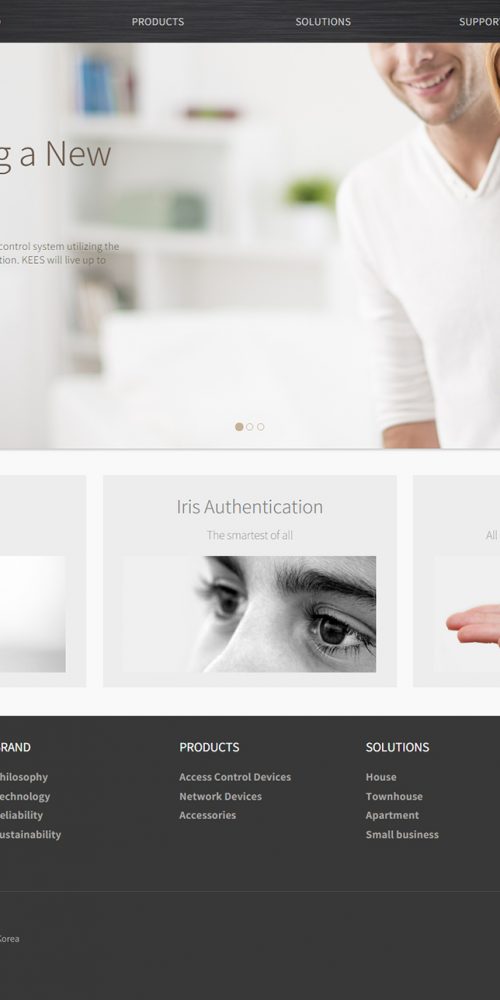 PRODUCTS
SOLUTIONS
SUPPOR
g a New
control system utilizing the
tion. KEES will live up to
Iris Authentication
The smartest of all
All
RAND
PRODUCTS
SOLUTIONS
hilosophy
Access Control Devices
House
echnology
Network Devices
Townhouse
eliability
Accessories
Apartment
ustainability
Small business
Korea